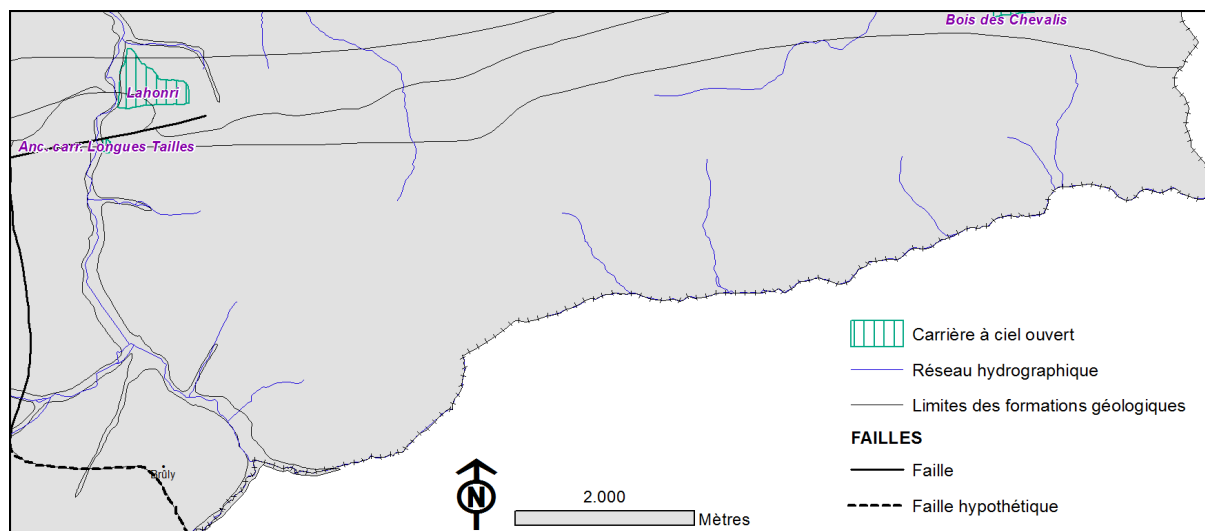 Bois des Chevalis
Lahonri
Anc. carr. Longues Tailles
Carrière à ciel ouvert
Réseau hydrographique
Limites des formations géologiques
FAILLES
Faille
Faille hypothétique
Brûly
N
2.000
Mètres